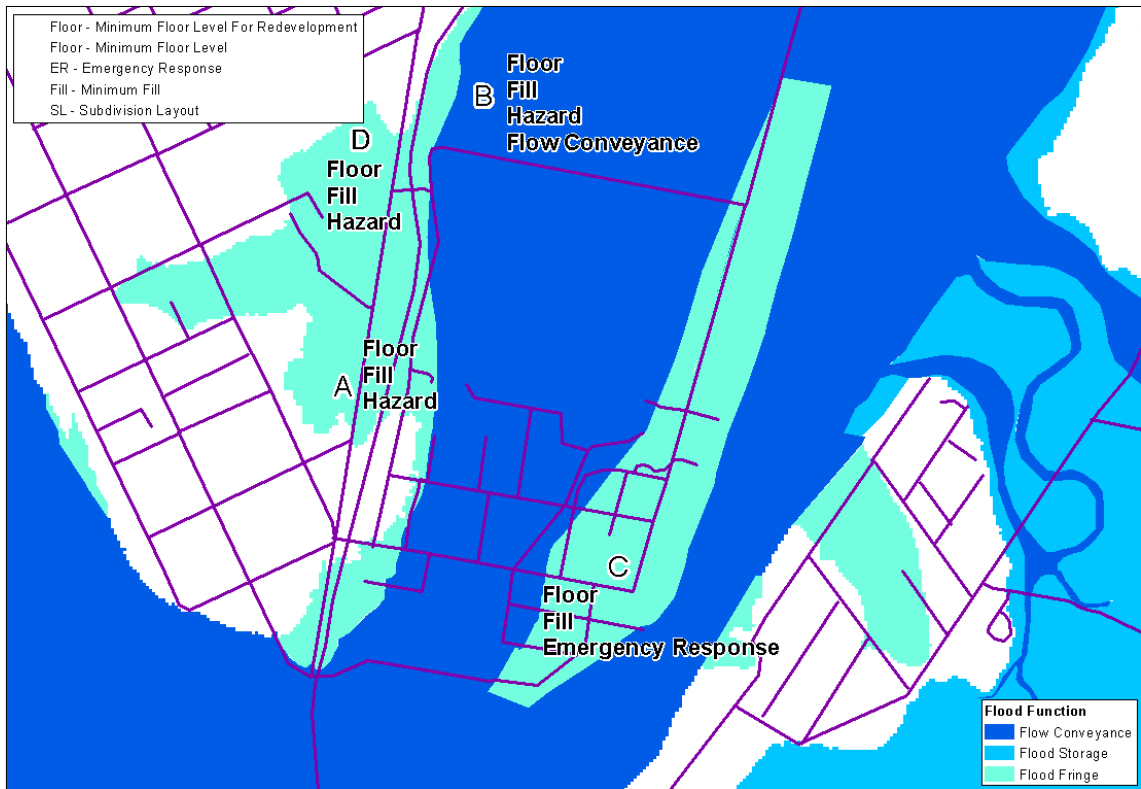 Floor - Minimum Floor Level For Redevelopment
Floor - Minimum Floor Level
ER - Emergency Response
Fill - Minimum Fill
SL - Subdivision Layout
B
Floor
Fill
Hazard
Flow Conveyance
D
Floor
Fill
Hazard
A
Floor
Fill
Hazard
C
Floor
Fill
Emergency Response
Flood Function
Flow Conveyance
Flood Storage
Flood Fringe